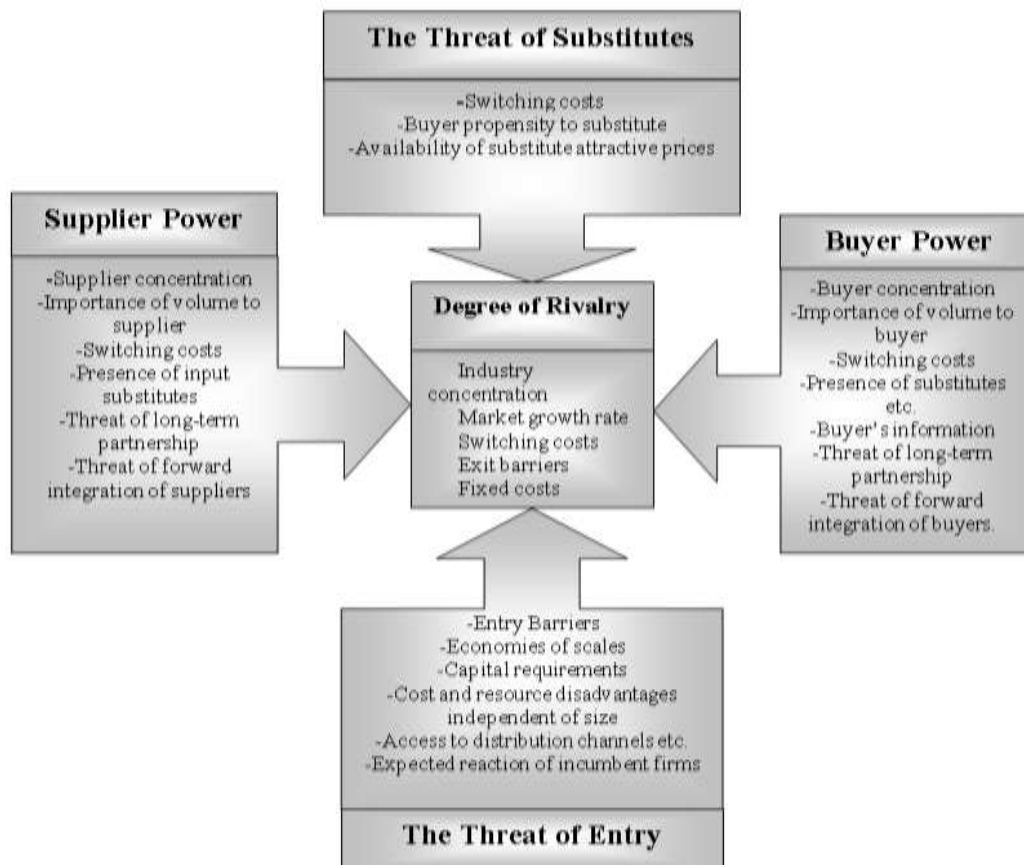 The Threat of Substitutes
-Switching costs
-Buyer propensity to substitute
-Availability of substitute attractive prices
Supplier Power
-Supplier concentration
-Importance of volume to
supplier
-Switching costs
-Presence of input
substitutes
-Threat of long-term
partnership
-Threat of forward
integration of suppliers
Degree of Rivalry
Industry
concentration
Market growth rate
Switching costs
Exit barriers
Fixed costs
Buyer Power
-Buyer concentration
-Importance of volume to
buyer
-Switching costs
-Presence of substitutes
etc.
-Buyer's information
-Threat of long-term
partnership
-Threat of forward
integration of buyers.
-Entry Barriers
-Economies of scales
-Capital requirements
-Cost and resource disadvantages
independent of size
-Access to distribution channels etc.
-Expected reaction of incumbent firms
The Threat of Entry